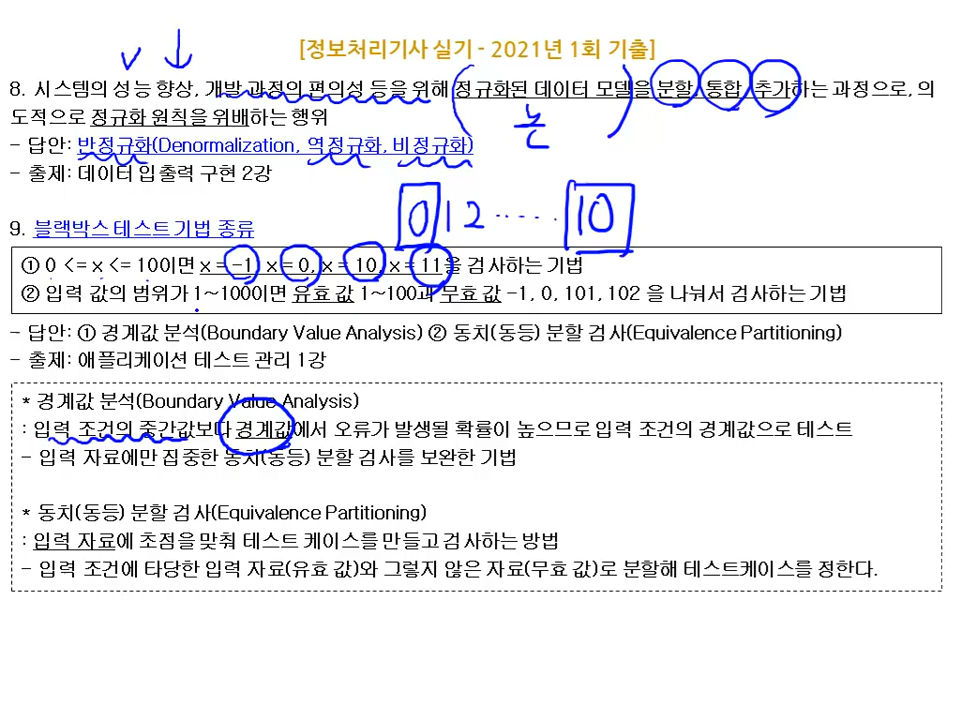 [정보처리기사 실기 - 2021년 1회 기출]
8. 시스템의 성능 향상, 개발 과정의 편의성 등을 위해 정규화된 데이터 모델을 분할, 통합, 추가하는 과정으로, 의
도적으로 정규화 원칙을 위배하는 행위
논
- 답안: 반정규화(Denormalization, 역정규화, 비정규화)
- 출제: 데이터 입출력 구현 2강
0 1 2 ..... 10
9. 블랙박스 테스트 기법 종류
① 0 <= x <= 10이면 x = -1, x = 0, x = 10, x = 11을 검사하는 기법
② 입력 값의 범위가 1~100이면 유효 값 1~100과 무효 값 -1, 0, 101, 102 을 나눠서 검사하는 기법
- 답안: ① 경계값 분석(Boundary Value Analysis) ② 동치(동등) 분할 검사(Equivalence Partitioning)
- 출제: 애플리케이션 테스트 관리 1강
* 경계값 분석(Boundary Value Analysis)
: 입력 조건의 중간값보다 경계값에서 오류가 발생될 확률이 높으므로 입력 조건의 경계값으로 테스트
- 입력 자료에만 집중한 동치(동등) 분할 검사를 보완한 기법
* 동치(동등) 분할 검사(Equivalence Partitioning)
: 입력 자료에 초점을 맞춰 테스트 케이스를 만들고 검사하는 방법
- 입력 조건에 타당한 입력 자료(유효 값)와 그렇지 않은 자료(무효 값)로 분할해 테스트케이스를 정한다.